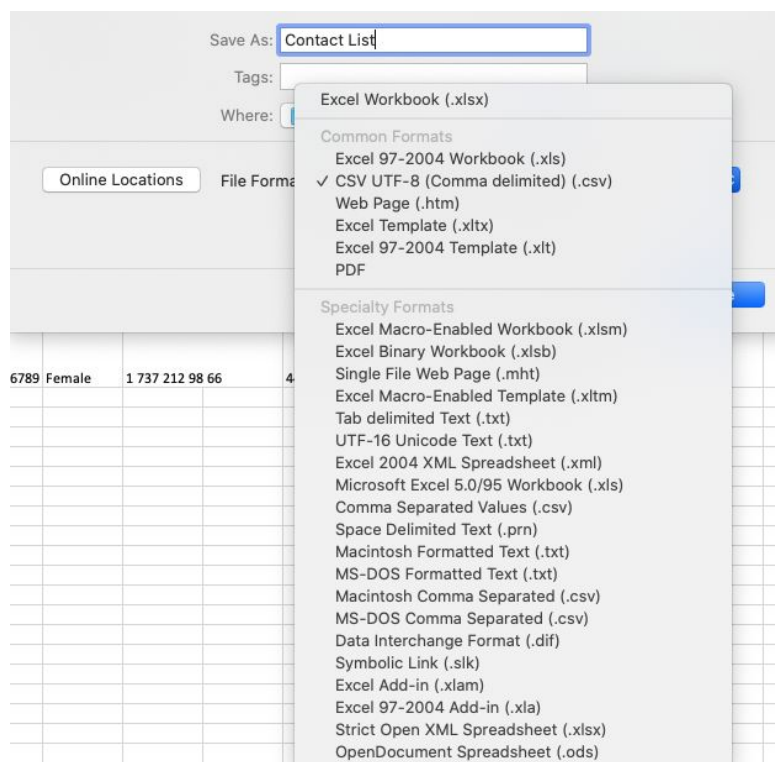 Save As: Contact List
Tags:
Where:
Excel Workbook (.xlsx)
Common Formats
Excel 97-2004 Workbook (.xls)
Online Locations File Forma ✓ CSV UTF-8 (Comma delimited) (.csv)
Web Page (.htm)
Excel Template (.xltx)
Excel 97-2004 Template (.xlt)
PDF
Specialty Formats
Excel Macro-Enabled Workbook (.xlsm)
Excel Binary Workbook (.xlsb)
6789 Female 1 737 212 98 66 4 Single File Web Page (.mht)
Excel Macro-Enabled Template (.xltm)
Tab delimited Text (.txt)
UTF-16 Unicode Text (.txt)
Excel 2004 XML Spreadsheet (.xml)
Microsoft Excel 5.0/95 Workbook (.xls)
Comma Separated Values (.csv)
Space Delimited Text (.prn)
Macintosh Formatted Text (.txt)
MS-DOS Formatted Text (.txt)
Macintosh Comma Separated (.csv)
MS-DOS Comma Separated (.csv)
Data Interchange Format (.dif)
Symbolic Link (.slk)
Excel Add-in (.xlam)
Excel 97-2004 Add-in (.xla)
Strict Open XML Spreadsheet (.xlsx)
OpenDocument Spreadsheet (.ods)